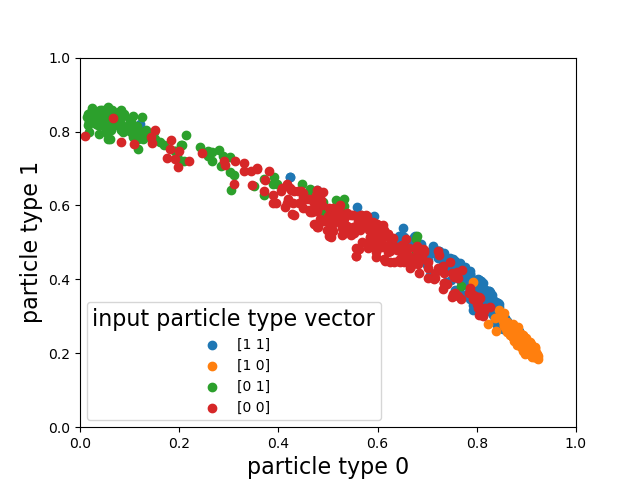 1.0
0.8
0.6
0.4
0.2
0.0
particle type 1
input particle type vector
[1 1]
[1 0]
[0 1]
[0 0]
0.0 0.2 0.4 0.6 0.8 1.0
particle type 0